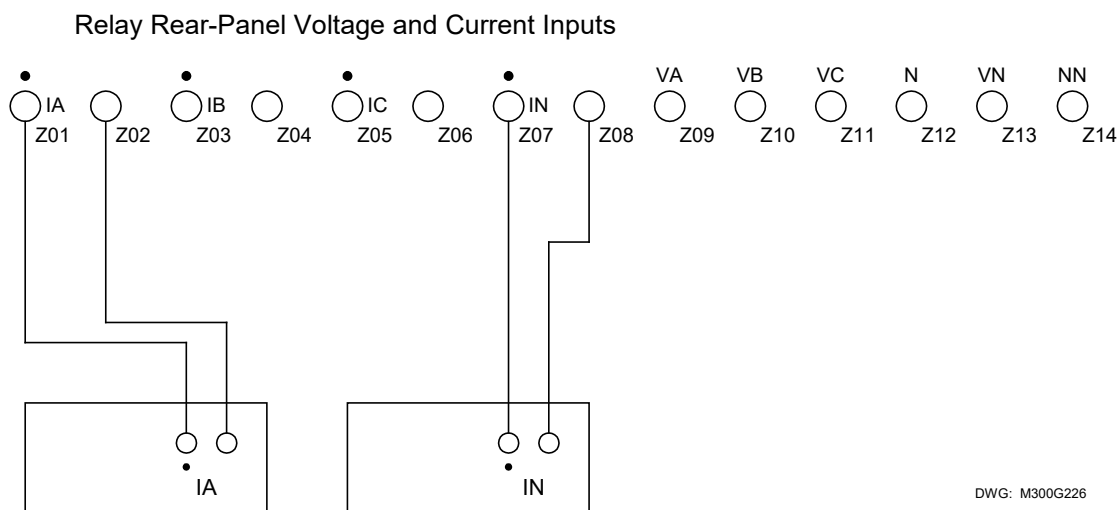 Relay Rear-Panel Voltage and Current Inputs
VA VB VC N VN NN
IA IB IC IN
Z01 Z02 Z03 Z04 Z05 Z06 Z07 Z08 Z09 Z10 Z11 Z12 Z13 Z14
IA IN
DWG: M300G226